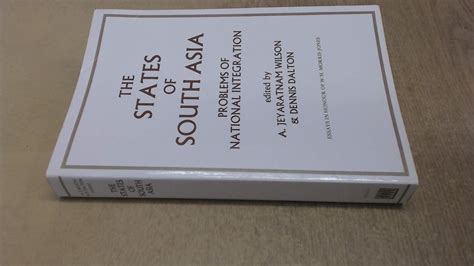 THE
STATES
OF
SOUTH ASIA
PROBLEMS OF
NATIONAL INTEGRATION
edited by
A. JEYARATNAM WILSON
& DENNIS DALTON
ESSAYS IN HONOUR OF W. H. MORRIS-JONES
THE
STATES
OF
SOUTH
ASIA